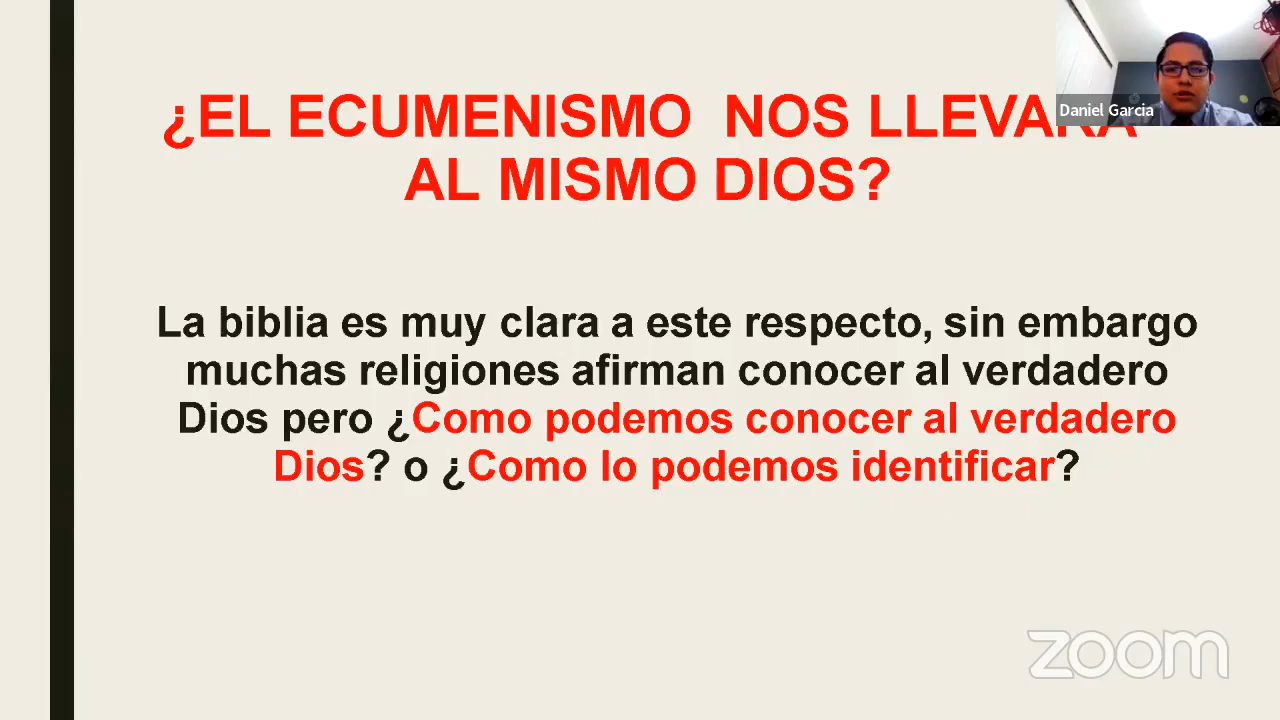 ¿EL ECUMENISMO NOS LLEVARA
AL MISMO DIOS?
Daniel Garcia
La biblia es muy clara a este respecto, sin embargo
muchas religiones afirman conocer al verdadero
Dios pero ¿Como podemos conocer al verdadero
Dios? o ¿Como lo podemos identificar?
zoom